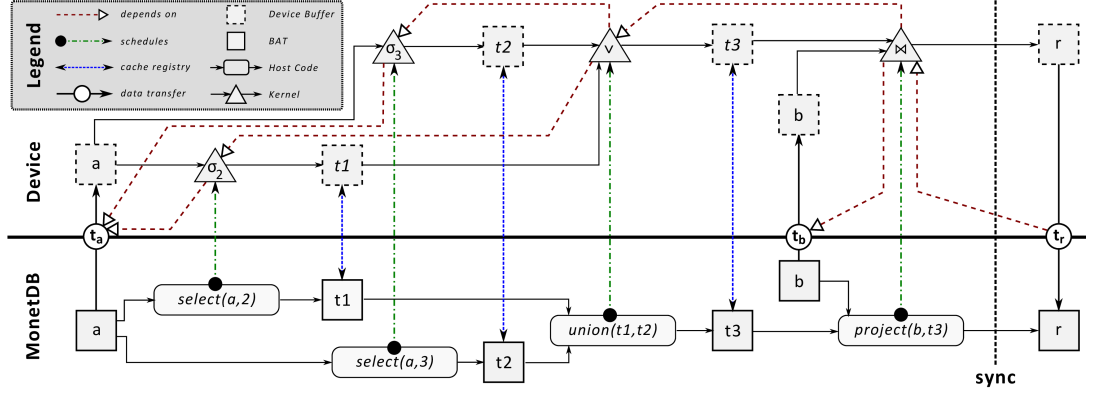 Legend
depends on
schedules
cache registry
data transfer
Device Buffer
BAT
Host Code
Kernel
Device
a
σ2
t1
σ3
t2
∨
t3
b
⋈
r
ta
tb
tr
MonetDB
a
select(a,2)
t1
select(a,3)
t2
union(t1,t2)
t3
b
project(b,t3)
r
sync